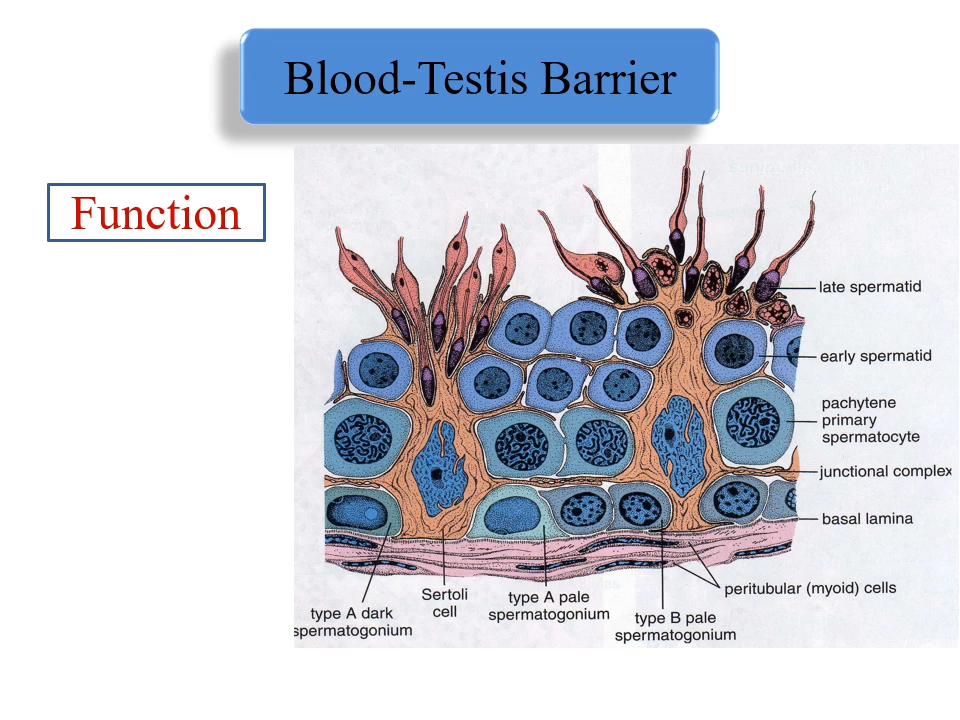 Blood-Testis Barrier
Function
late spermatid
early spermatid
pachytene
primary
spermatocyte
junctional complex
basal lamina
peritubular (myoid) cells
Sertoli
cell
type A pale
spermatogonium
type A dark
spermatogonium
type B pale
spermatogonium